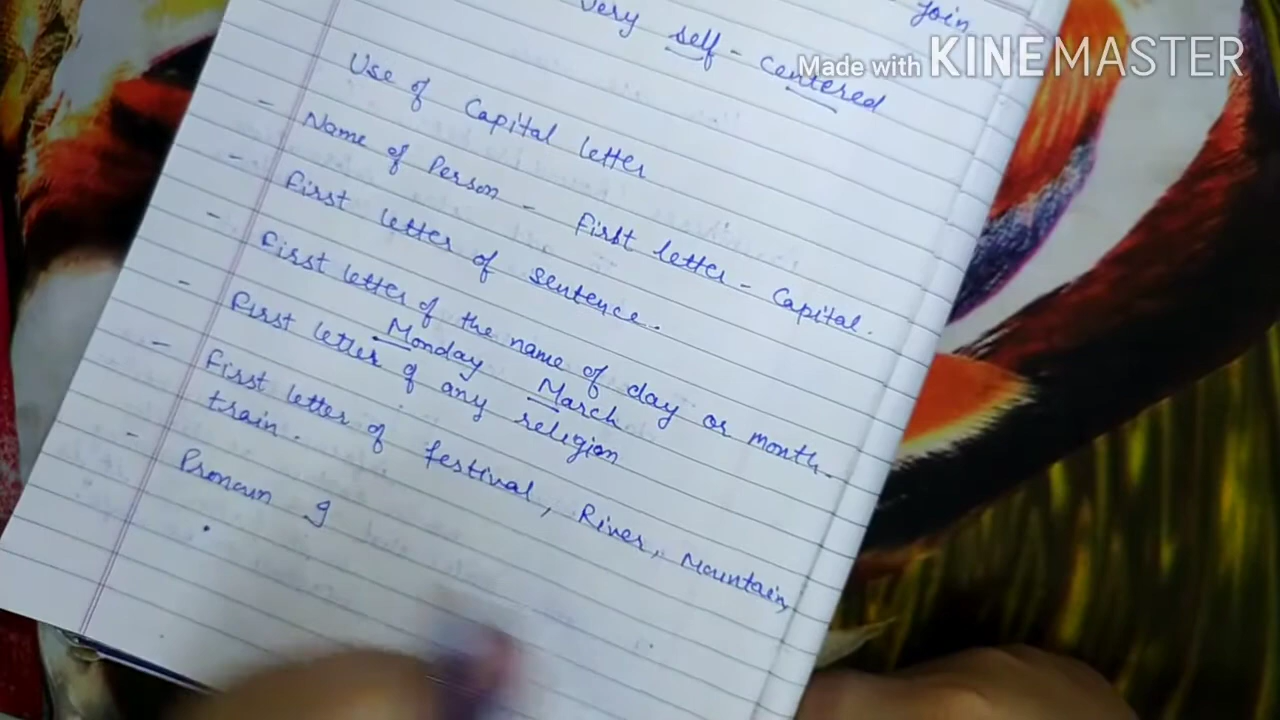 join
Very self - centered
Made with KINEMASTER
Use of Capital letter
- Name of Person - First letter - Capital.
- First letter of sentence.
- First letter of the name of day or month.
Monday March
- First letter of any religion
- First letter of festival, River, Mountain,
train.
- Pronoun I